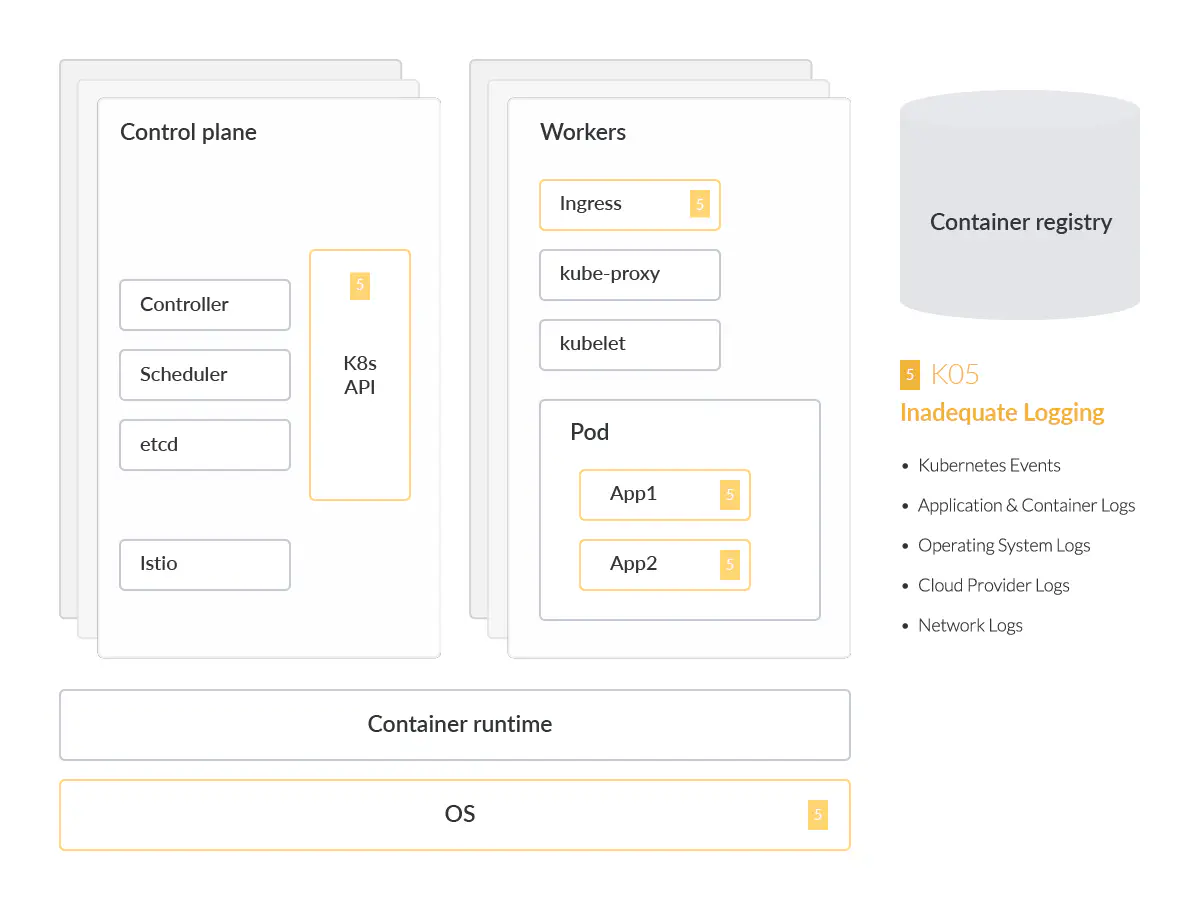 Control plane
Controller
Scheduler
etcd
Istio
5
K8s
API
Workers
Ingress 5
kube-proxy
kubelet
Pod
App1 5
App2 5
Container runtime
OS 5
Container registry
5 K05
Inadequate Logging
• Kubernetes Events
• Application & Container Logs
• Operating System Logs
• Cloud Provider Logs
• Network Logs